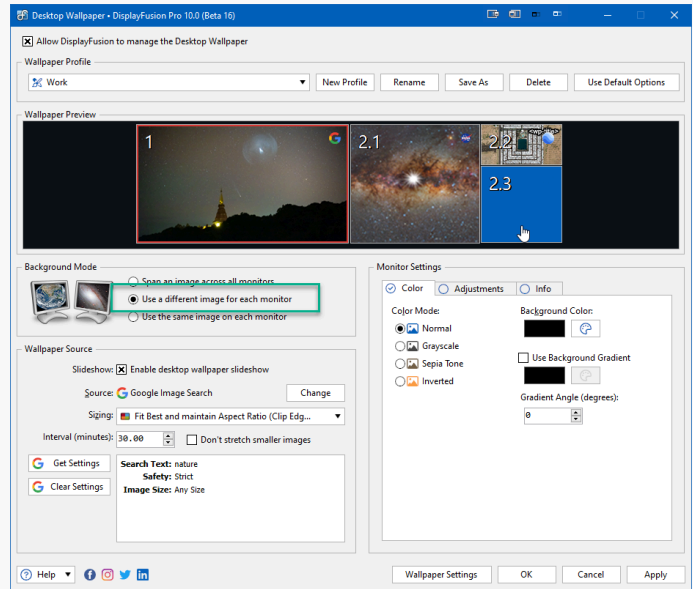 Desktop Wallpaper • DisplayFusion Pro 10.0 (Beta 16)
Allow DisplayFusion to manage the Desktop Wallpaper
Wallpaper Profile
Work
New Profile
Rename
Save As
Delete
Use Default Options
Wallpaper Preview
1
2.1
2.2
2.3
Background Mode
Span an image across all monitors
Use a different image for each monitor
Use the same image on each monitor
Wallpaper Source
Slideshow: Enable desktop wallpaper slideshow
Source: Google Image Search
Change
Sizing: Fit Best and maintain Aspect Ratio (Clip Edg...
Interval (minutes): 30.00
Don't stretch smaller images
Get Settings
Clear Settings
Search Text: nature
Safety: Strict
Image Size: Any Size
Monitor Settings
Color
Adjustments
Info
Color Mode:
Normal
Grayscale
Sepia Tone
Inverted
Background Color:
Use Background Gradient
Gradient Angle (degrees):
0
Help
Wallpaper Settings
OK
Cancel
Apply